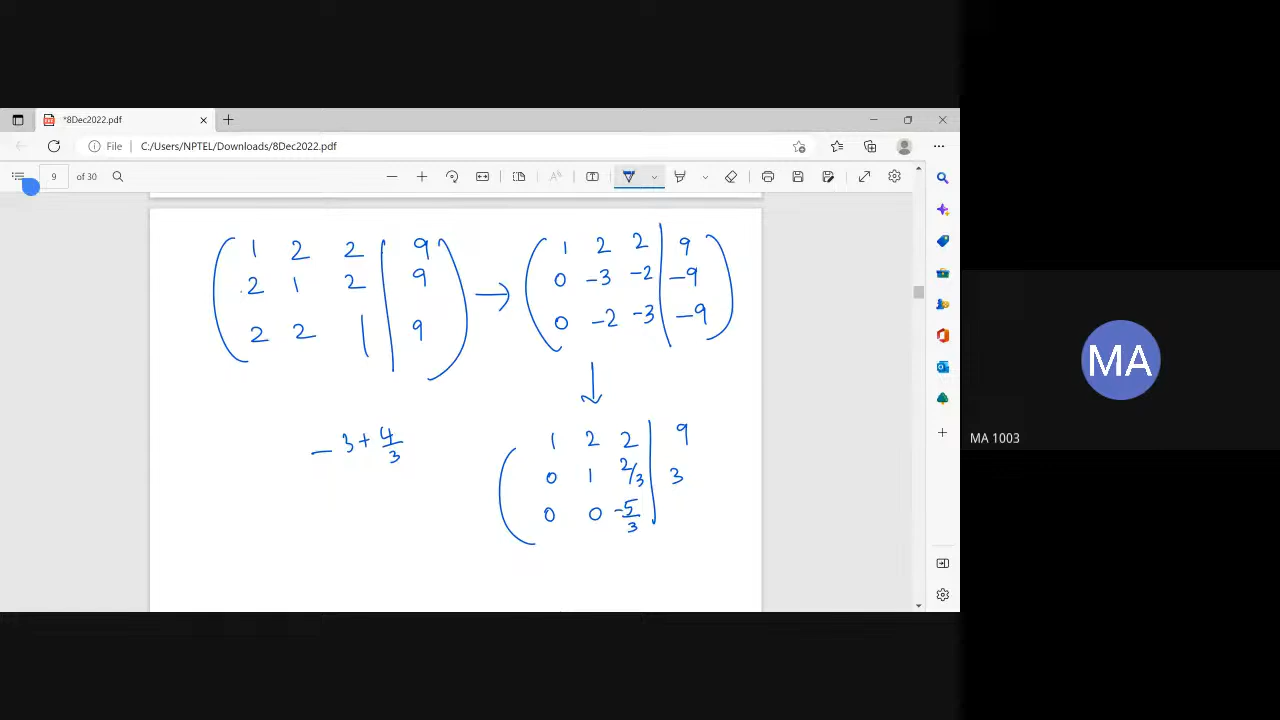 *8Dec2022.pdf
File | C:/Users/NPTEL/Downloads/8Dec2022.pdf
9 of 30
1 2 2 | 9
2 1 2 | 9
2 2 1 | 9
→
1 2 2 | 9
0 -3 -2 | -9
0 -2 -3 | -9
↓
-3 + 4/3
1 2 2 | 9
0 1 2/3 | 3
0 0 -5/3 |
MA
MA 1003